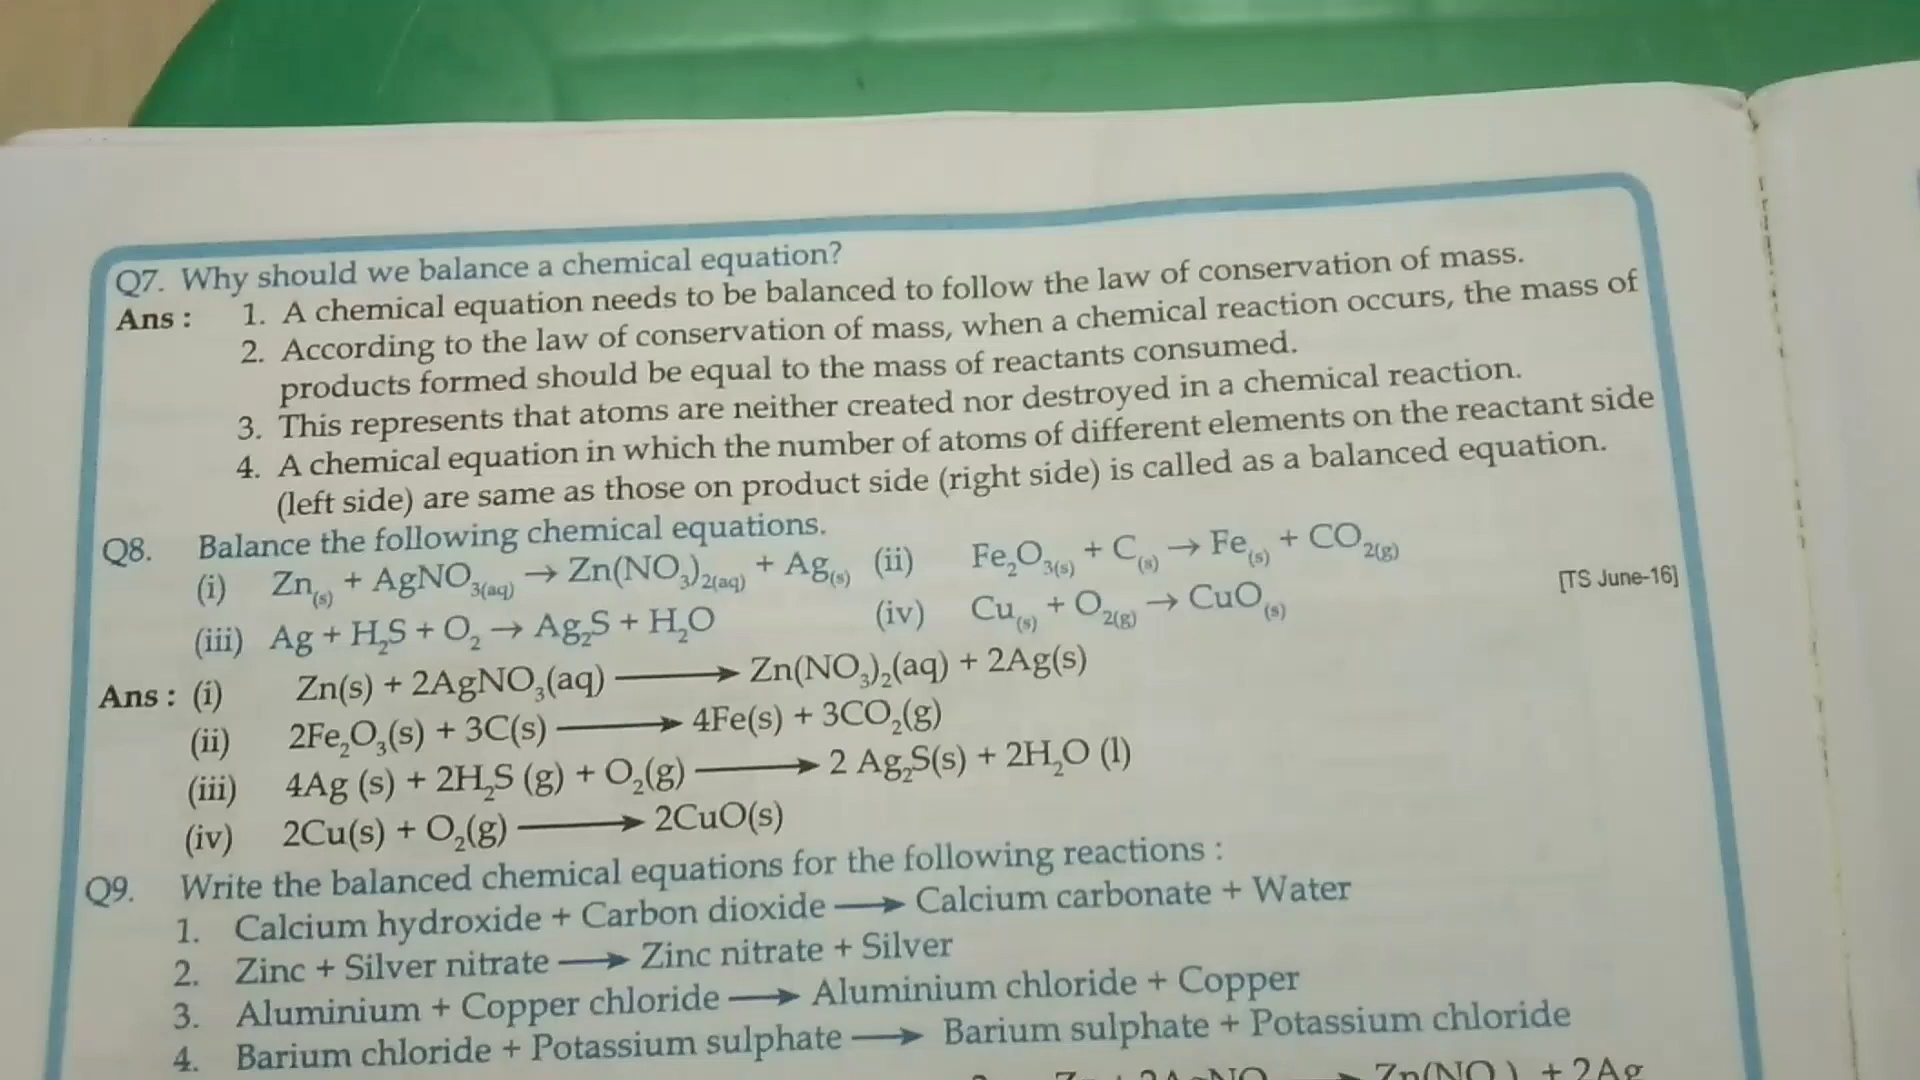 Q7. Why should we balance a chemical equation?
Ans : 1. A chemical equation needs to be balanced to follow the law of conservation of mass.
2. According to the law of conservation of mass, when a chemical reaction occurs, the mass of
products formed should be equal to the mass of reactants consumed.
3. This represents that atoms are neither created nor destroyed in a chemical reaction.
4. A chemical equation in which the number of atoms of different elements on the reactant side
(left side) are same as those on product side (right side) is called as a balanced equation.
Q8. Balance the following chemical equations.
(i) Zn₍ₛ₎ + AgNO₃₍aq₎ → Zn(NO₃)₂₍aq₎ + Ag₍ₛ₎ (ii) Fe₂O₃₍ₛ₎ + C₍ₛ₎ → Fe₍ₛ₎ + CO₂₍g₎
[TS June-16]
(iii) Ag + H₂S + O₂ → Ag₂S + H₂O (iv) Cu₍ₛ₎ + O₂₍g₎ → CuO₍ₛ₎
Ans : (i) Zn(s) + 2AgNO₃(aq) ⟶ Zn(NO₃)₂(aq) + 2Ag(s)
(ii) 2Fe₂O₃(s) + 3C(s) ⟶ 4Fe(s) + 3CO₂(g)
(iii) 4Ag (s) + 2H₂S (g) + O₂(g) ⟶ 2 Ag₂S(s) + 2H₂O (l)
(iv) 2Cu(s) + O₂(g) ⟶ 2CuO(s)
Q9. Write the balanced chemical equations for the following reactions :
1. Calcium hydroxide + Carbon dioxide ⟶ Calcium carbonate + Water
2. Zinc + Silver nitrate ⟶ Zinc nitrate + Silver
3. Aluminium + Copper chloride ⟶ Aluminium chloride + Copper
4. Barium chloride + Potassium sulphate ⟶ Barium sulphate + Potassium chloride